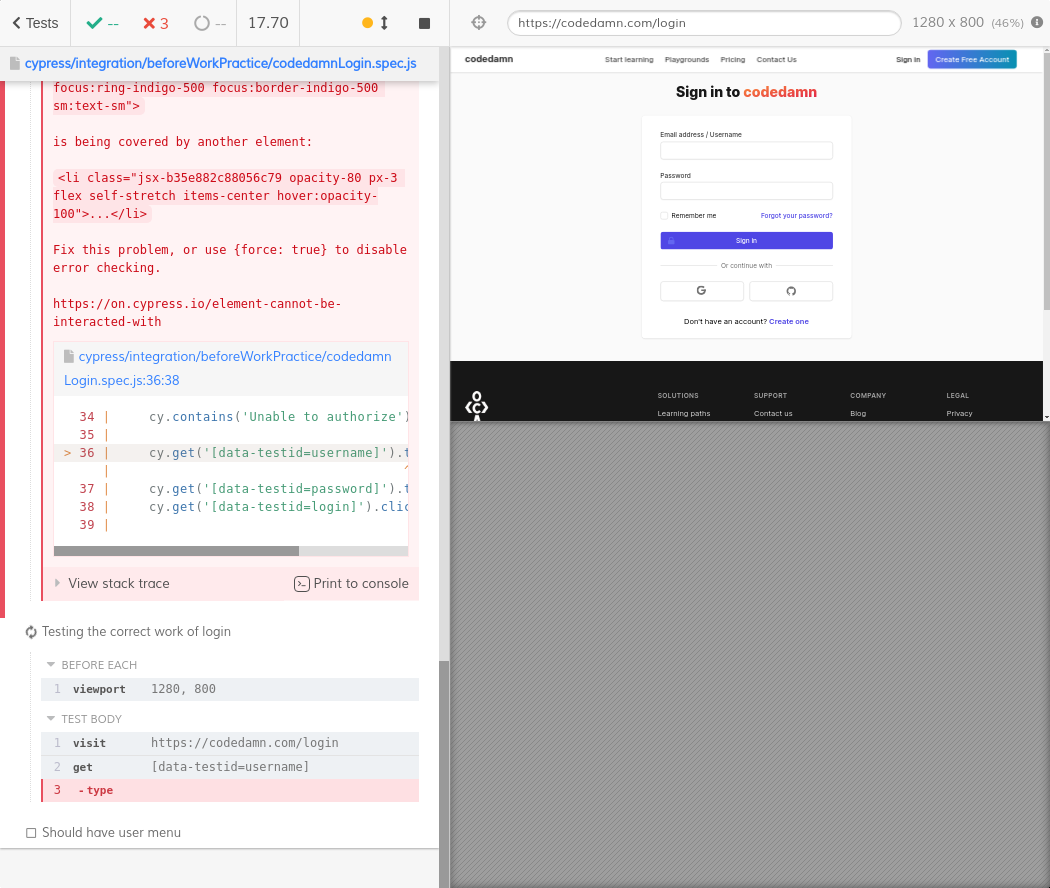 Tests
--
3
--
17.70
https://codedamn.com/login
1280 x 800 (46%)
cypress/integration/beforeWorkPractice/codedamnLogin.spec.js
focus:ring-indigo-500 focus:border-indigo-500
sm:text-sm">
is being covered by another element:
<li class="jsx-b35e882c88056c79 opacity-80 px-3
flex self-stretch items-center hover:opacity-
100">...</li>
Fix this problem, or use {force: true} to disable
error checking.
https://on.cypress.io/element-cannot-be-
interacted-with
cypress/integration/beforeWorkPractice/codedamn
Login.spec.js:36:38
34 | cy.contains('Unable to authorize')
35 |
> 36 | cy.get('[data-testid=username]').t
| ^
37 | cy.get('[data-testid=password]').t
38 | cy.get('[data-testid=login]').clic
39 |
View stack trace
Print to console
Testing the correct work of login
BEFORE EACH
1 viewport 1280, 800
TEST BODY
1 visit https://codedamn.com/login
2 get [data-testid=username]
3 -type
Should have user menu
codedamn
Start learning Playgrounds Pricing Contact Us
Sign In
Create Free Account
Sign in to codedamn
Email address / Username
Password
Remember me
Forgot your password?
Sign in
Or continue with
Don't have an account? Create one
SOLUTIONS SUPPORT COMPANY LEGAL
Learning paths Contact us Blog Privacy